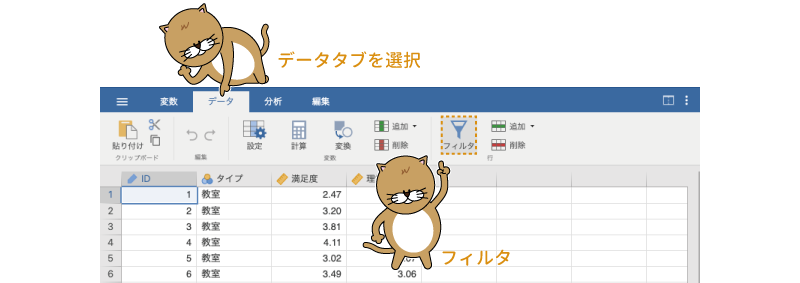 データタブを選択
変数 データ 分析 編集
貼り付け 設定 計算 変換 追加 削除 フィルタ 追加 削除
クリップボード 編集 変数 行
ID タイプ 満足度 理
1 1 教室 2.47
2 2 教室 3.20
3 3 教室 3.81
4 4 教室 4.11
5 5 教室 3.02
6 6 教室 3.49 3.06
フィルタ